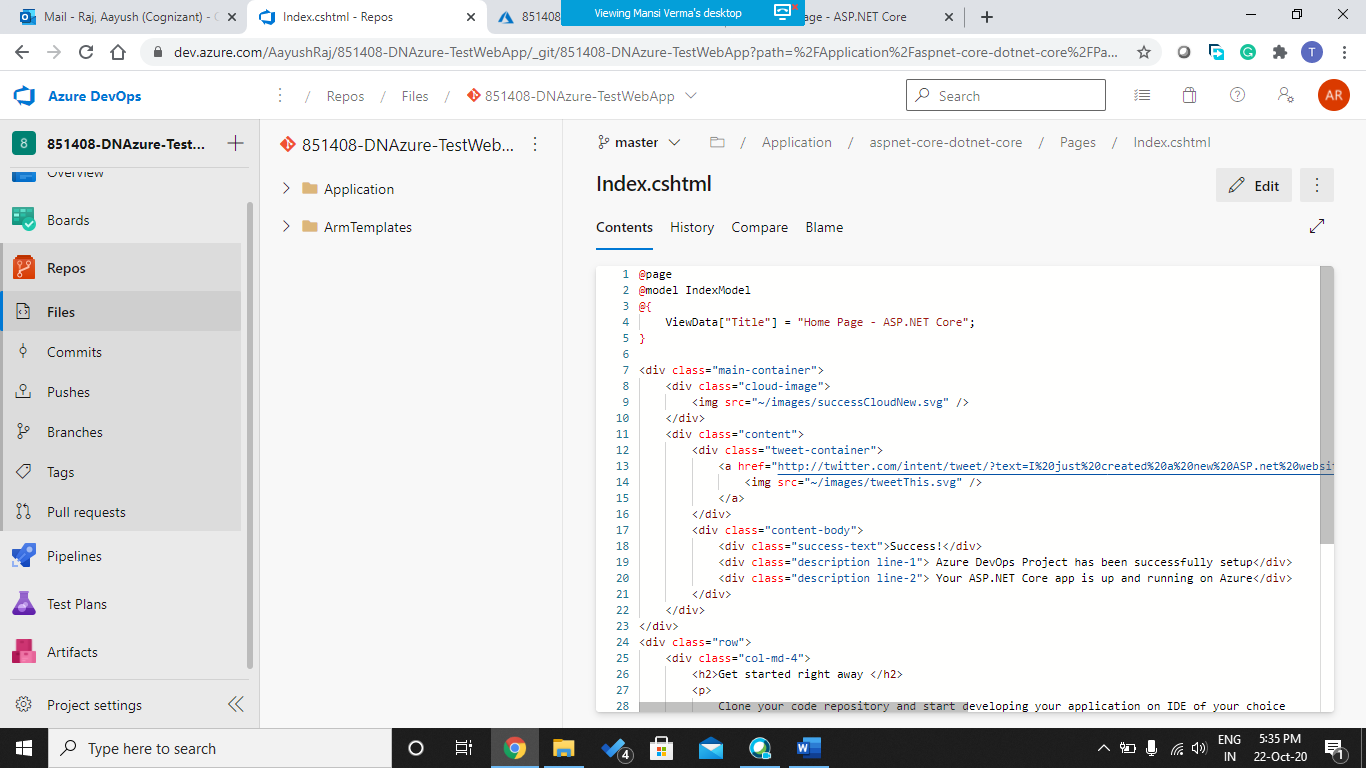 Mail - Raj, Aayush (Cognizant) -
Index.cshtml - Repos
851408
Viewing Mansi Verma's desktop
age - ASP.NET Core
dev.azure.com/AayushRaj/851408-DNAzure-TestWebApp/_git/851408-DNAzure-TestWebApp?path=%2FApplication%2Faspnet-core-dotnet-core%2FPa...
T
Azure DevOps
/ Repos / Files / 851408-DNAzure-TestWebApp
Search
AR
8 851408-DNAzure-Test...
Overview
Boards
Repos
Files
Commits
Pushes
Branches
Tags
Pull requests
Pipelines
Test Plans
Artifacts
Project settings
851408-DNAzure-TestWeb...
Application
ArmTemplates
master / Application / aspnet-core-dotnet-core / Pages / Index.cshtml
Index.cshtml
Edit
Contents History Compare Blame
1 @page
2 @model IndexModel
3 @{
4 ViewData["Title"] = "Home Page - ASP.NET Core";
5 }
6
7 <div class="main-container">
8 <div class="cloud-image">
9 <img src="~/images/successCloudNew.svg" />
10 </div>
11 <div class="content">
12 <div class="tweet-container">
13 <a href="http://twitter.com/intent/tweet/?text=I%20just%20created%20a%20new%20ASP.net%20websi
14 <img src="~/images/tweetThis.svg" />
15 </a>
16 </div>
17 <div class="content-body">
18 <div class="success-text">Success!</div>
19 <div class="description line-1"> Azure DevOps Project has been successfully setup</div>
20 <div class="description line-2"> Your ASP.NET Core app is up and running on Azure</div>
21 </div>
22 </div>
23 </div>
24 <div class="row">
25 <div class="col-md-4">
26 <h2>Get started right away </h2>
27 <p>
28 Clone your code repository and start developing your application on IDE of your choice
Type here to search
4
W
ENG
IN
5:35 PM
22-Oct-20
1